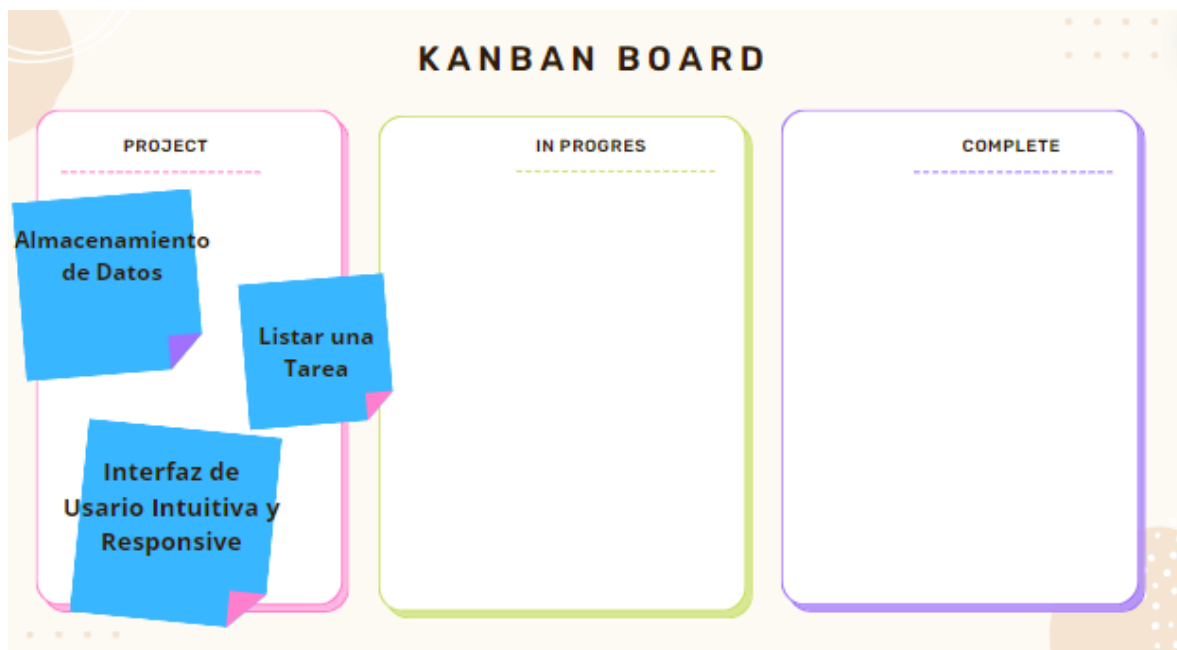 KANBAN BOARD
PROJECT
Almacenamiento
de Datos
Listar una
Tarea
Interfaz de
Usario Intuitiva y
Responsive
IN PROGRES
COMPLETE